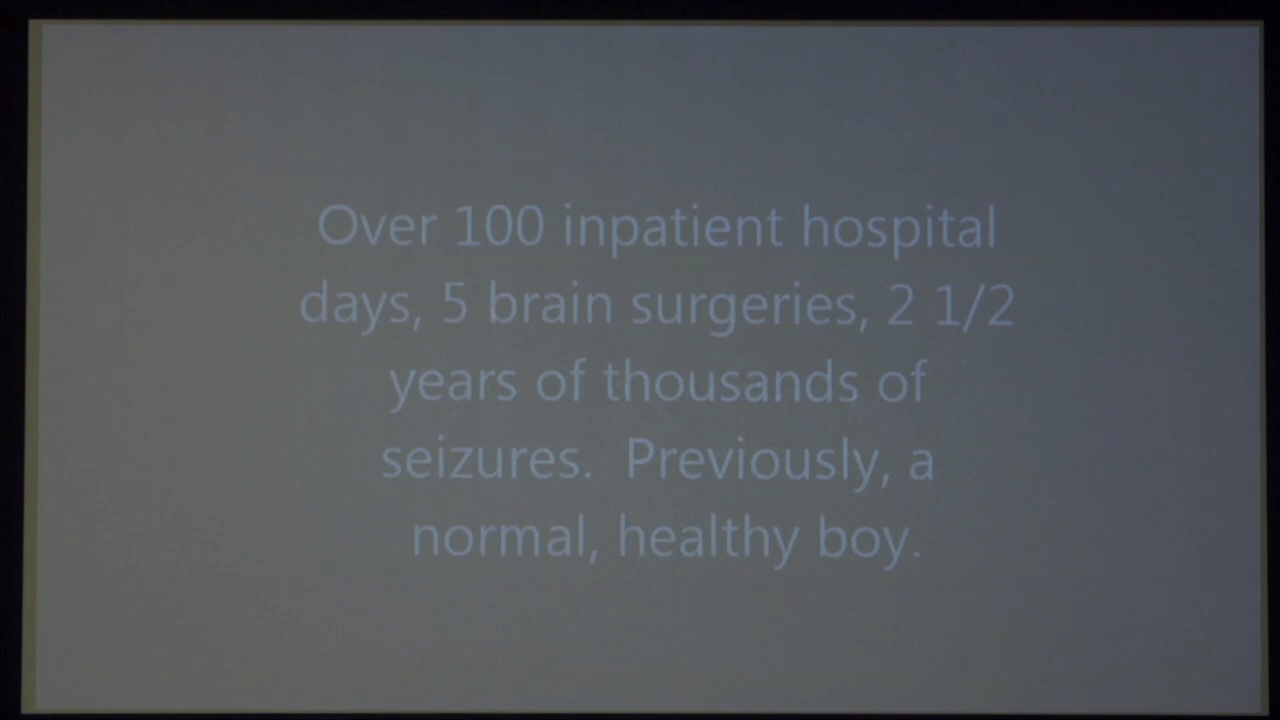 Over 100 inpatient hospital
days, 5 brain surgeries, 2 1/2
years of thousands of
seizures.  Previously, a
normal, healthy boy.